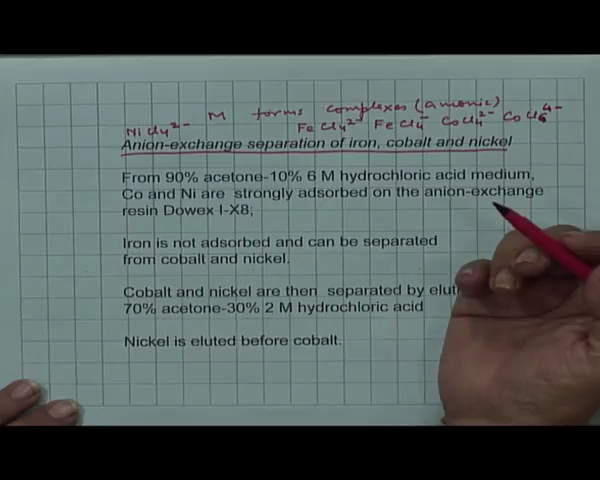 M forms complexes (anionic)
NiCl4²⁻ FeCl4²⁻ FeCl4⁻ CoCl4²⁻ CoCl6⁴⁻
Anion-exchange separation of iron, cobalt and nickel
From 90% acetone-10% 6 M hydrochloric acid medium,
Co and Ni are strongly adsorbed on the anion-exchange
resin Dowex I-X8;
Iron is not adsorbed and can be separated
from cobalt and nickel.
Cobalt and nickel are then separated by elut
70% acetone-30% 2 M hydrochloric acid
Nickel is eluted before cobalt.